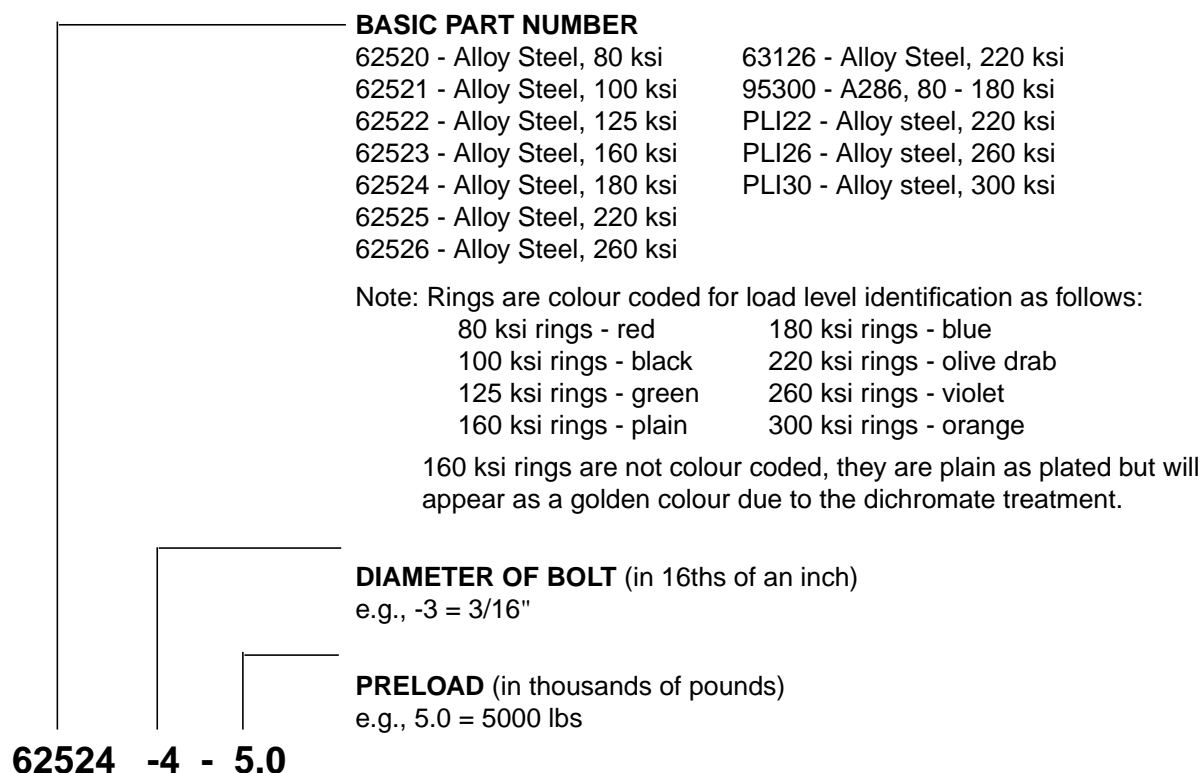 BASIC PART NUMBER
62520 - Alloy Steel, 80 ksi 63126 - Alloy Steel, 220 ksi
62521 - Alloy Steel, 100 ksi 95300 - A286, 80 - 180 ksi
62522 - Alloy Steel, 125 ksi PLI22 - Alloy steel, 220 ksi
62523 - Alloy Steel, 160 ksi PLI26 - Alloy steel, 260 ksi
62524 - Alloy Steel, 180 ksi PLI30 - Alloy steel, 300 ksi
62525 - Alloy Steel, 220 ksi
62526 - Alloy Steel, 260 ksi
Note: Rings are colour coded for load level identification as follows:
80 ksi rings - red 180 ksi rings - blue
100 ksi rings - black 220 ksi rings - olive drab
125 ksi rings - green 260 ksi rings - violet
160 ksi rings - plain 300 ksi rings - orange
160 ksi rings are not colour coded, they are plain as plated but will
appear as a golden colour due to the dichromate treatment.
DIAMETER OF BOLT (in 16ths of an inch)
e.g., -3 = 3/16"
PRELOAD (in thousands of pounds)
e.g., 5.0 = 5000 lbs
62524 -4 - 5.0